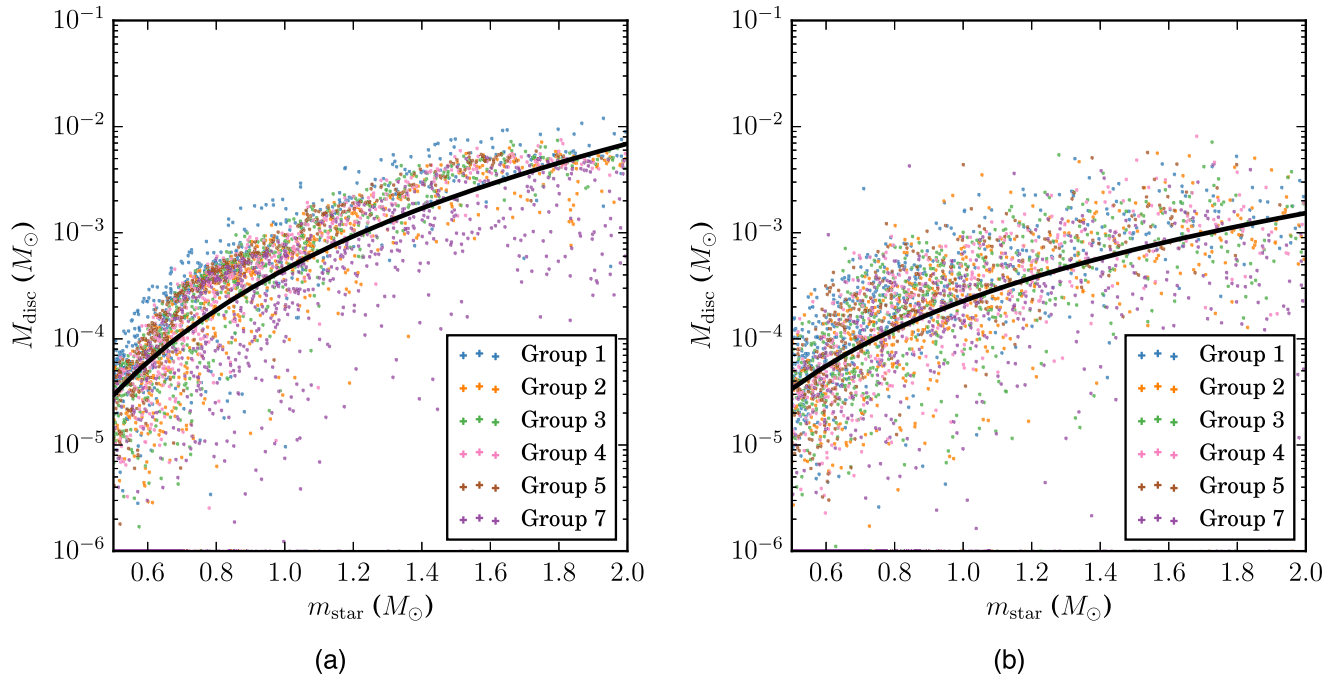 10⁻¹
10⁻²
10⁻³
10⁻⁴
10⁻⁵
10⁻⁶
M_disc (M_⊙)
Group 1
Group 2
Group 3
Group 4
Group 5
Group 7
0.6 0.8 1.0 1.2 1.4 1.6 1.8 2.0
m_star (M_⊙)
(a)
10⁻¹
10⁻²
10⁻³
10⁻⁴
10⁻⁵
10⁻⁶
M_disc (M_⊙)
Group 1
Group 2
Group 3
Group 4
Group 5
Group 7
0.6 0.8 1.0 1.2 1.4 1.6 1.8 2.0
m_star (M_⊙)
(b)